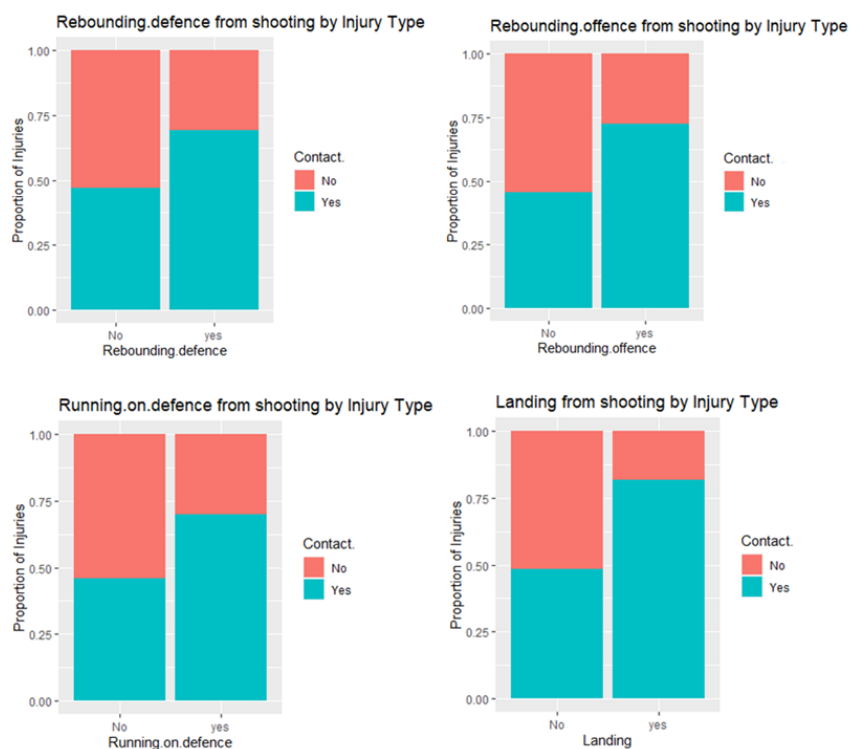 Rebounding.defence from shooting by Injury Type
1.00
0.75
0.50
0.25
0.00
Proportion of Injuries
No
yes
Rebounding.defence
Contact.
No
Yes
Rebounding.offence from shooting by Injury Type
1.00
0.75
0.50
0.25
0.00
Proportion of Injuries
No
yes
Rebounding.offence
Contact.
No
Yes
Running.on.defence from shooting by Injury Type
1.00
0.75
0.50
0.25
0.00
Proportion of Injuries
No
yes
Running.on.defence
Contact.
No
Yes
Landing from shooting by Injury Type
1.00
0.75
0.50
0.25
0.00
Proportion of Injuries
No
yes
Landing
Contact.
No
Yes